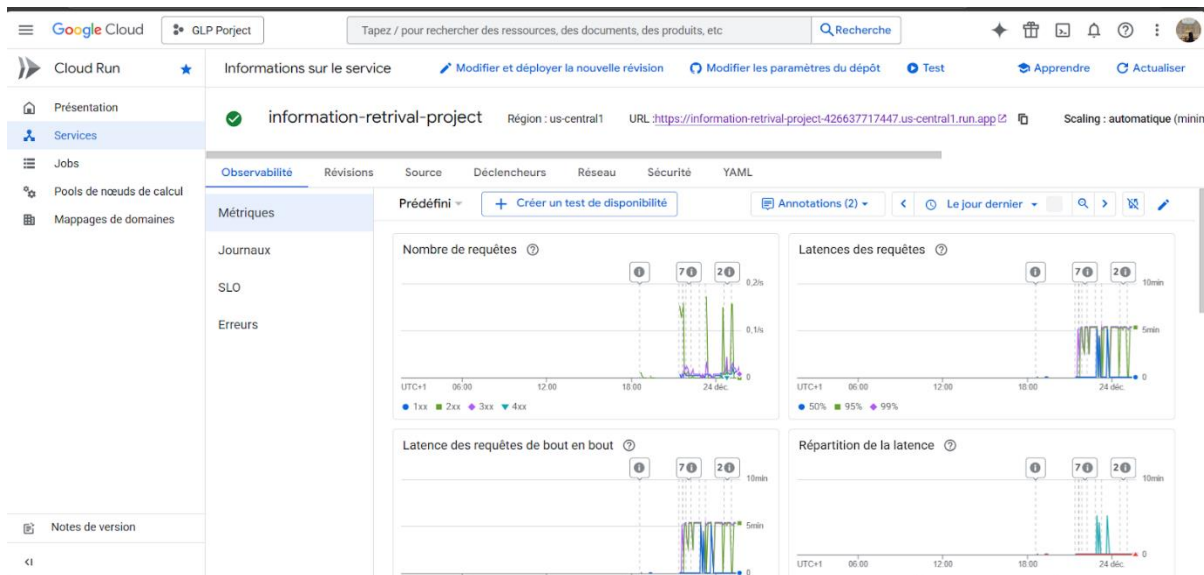 Google Cloud
GLP Porject
Tapez / pour rechercher des ressources, des documents, des produits, etc
Recherche
Cloud Run
Informations sur le service
Modifier et déployer la nouvelle révision
Modifier les paramètres du dépôt
Test
Apprendre
Actualiser
Présentation
Services
Jobs
Pools de nœuds de calcul
Mappages de domaines
Notes de version
information-retrival-project
Région : us-central1
URL :https://information-retrival-project-426637717447.us-central1.run.app
Scaling : automatique (minin
Observabilité
Révisions
Source
Déclencheurs
Réseau
Sécurité
YAML
Métriques
Journaux
SLO
Erreurs
Prédéfini
+ Créer un test de disponibilité
Annotations (2)
Le jour dernier
Nombre de requêtes
7
2
0,2/s
0,1/s
0
UTC+1 06:00 12:00 18:00 24 déc.
1xx 2xx 3xx 4xx
Latences des requêtes
7
2
10min
5min
0
UTC+1 06:00 12:00 18:00 24 déc.
50% 95% 99%
Latence des requêtes de bout en bout
7
2
10min
5min
0
Répartition de la latence
7
2
10min
5min
0
UTC+1 06:00 12:00 18:00 24 déc.